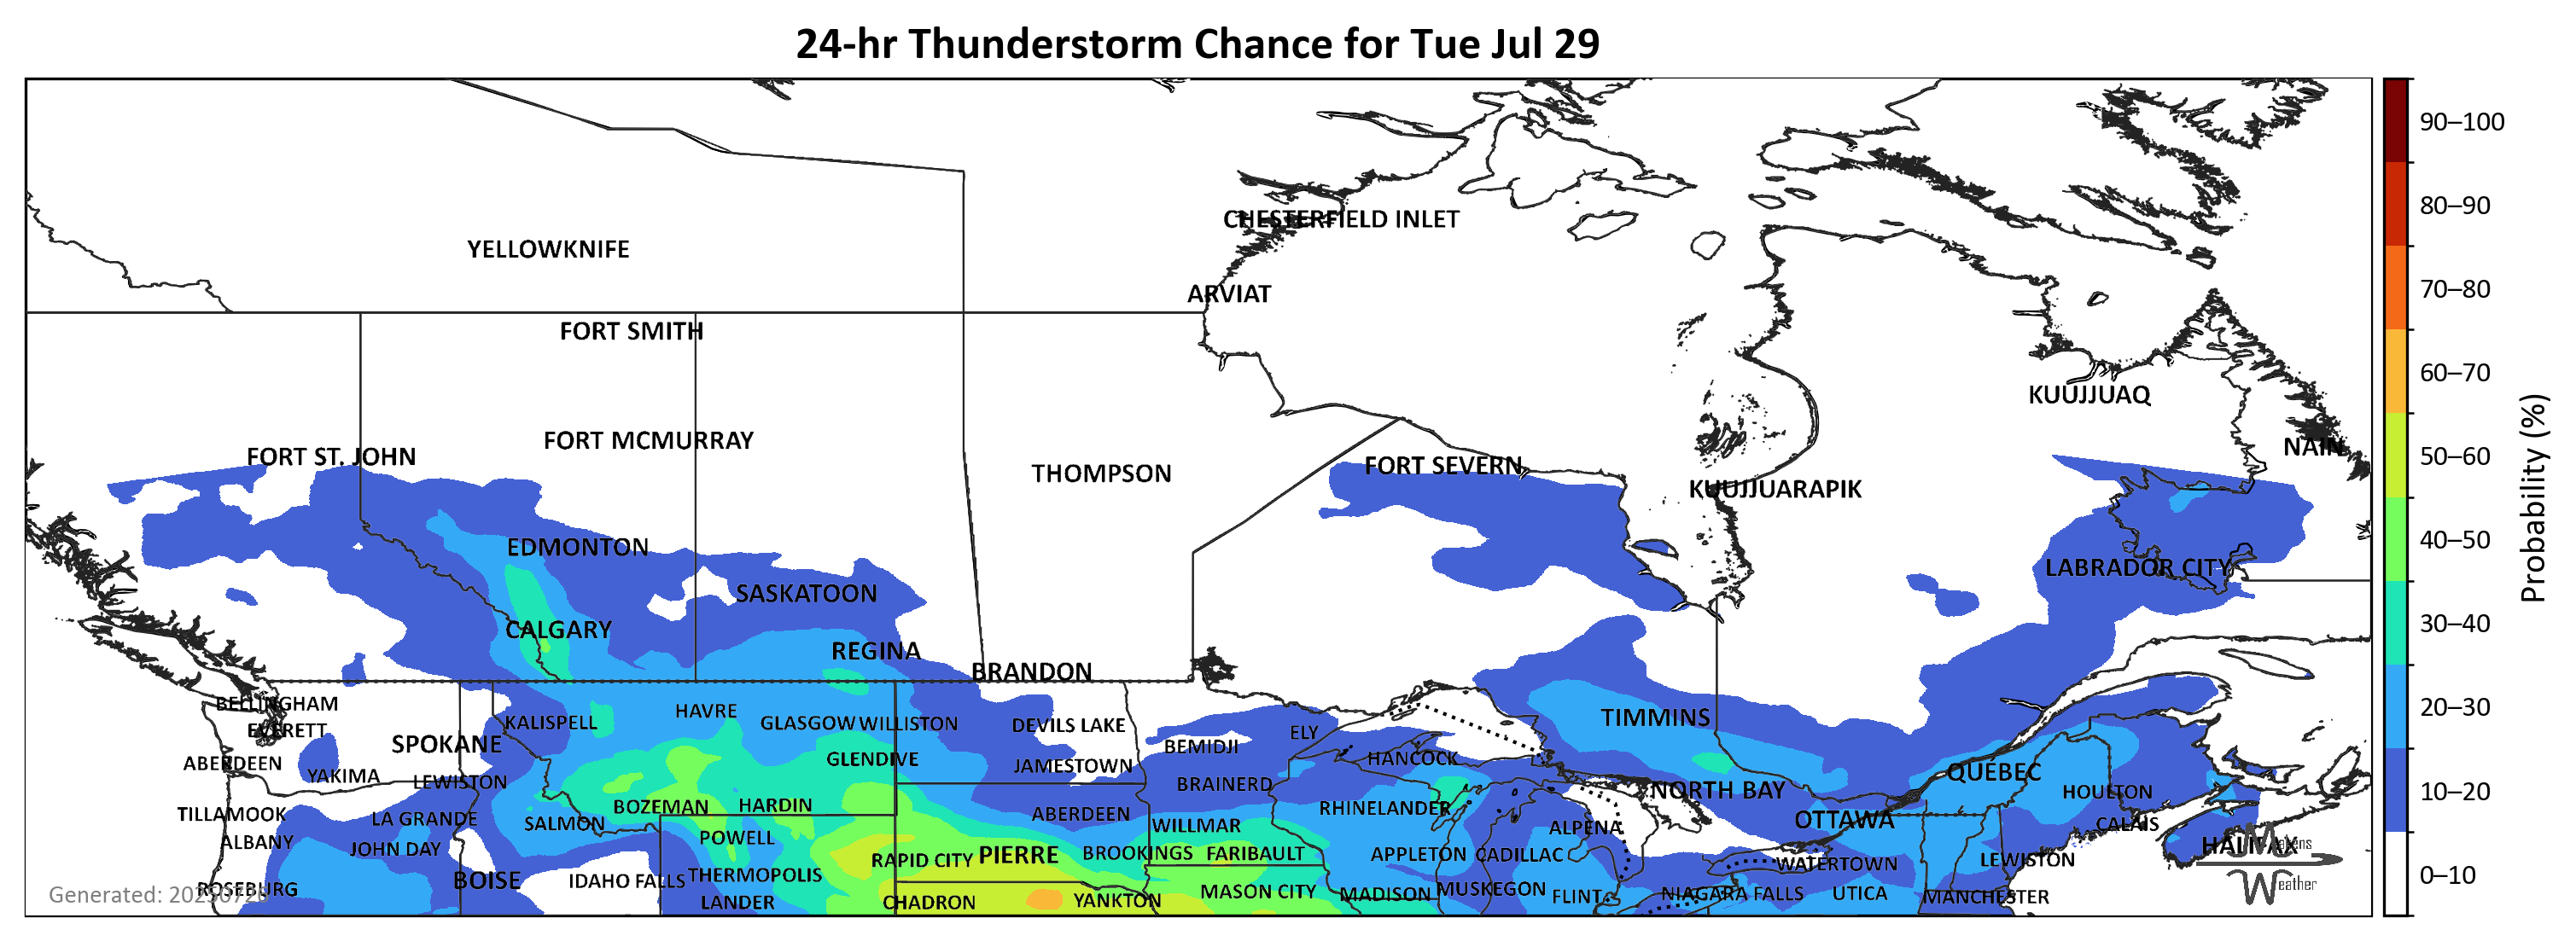 24-hr Thunderstorm Chance for Tue Jul 29
90–100
80–90
70–80
60–70
50–60
40–50
30–40
20–30
10–20
0–10
Probability (%)
CHESTERFIELD INLET
YELLOWKNIFE
ARVIAT
FORT SMITH
KUUJJUAQ
FORT MCMURRAY
NAIN
FORT ST. JOHN
FORT SEVERN
THOMPSON
KUUJJUARAPIK
EDMONTON
LABRADOR CITY
SASKATOON
CALGARY
REGINA
BRANDON
BELLINGHAM
HAVRE
TIMMINS
KALISPELL
GLASGOW
WILLISTON
DEVILS LAKE
EVERETT
ELY
SPOKANE
BEMIDJI
HANCOCK
GLENDIVE
ABERDEEN
JAMESTOWN
QUÉBEC
YAKIMA
LEWISTON
BRAINERD
NORTH BAY
HOULTON
BOZEMAN
HARDIN
RHINELANDER
TILLAMOOK
LA GRANDE
ABERDEEN
OTTAWA
SALMON
WILLMAR
ALPENA
CALAIS
POWELL
ALBANY
HALIFAX
JOHN DAY
RAPID CITY
PIERRE
BROOKINGS
FARIBAULT
APPLETON
CADILLAC
WATERTOWN
LEWISTON
THERMOPOLIS
BOISE
IDAHO FALLS
ROSEBURG
MASON CITY
MADISON
MUSKEGON
FLINT
NIAGARA FALLS
UTICA
MANCHESTER
LANDER
CHADRON
YANKTON
Generated: 20250728
Makens
Weather